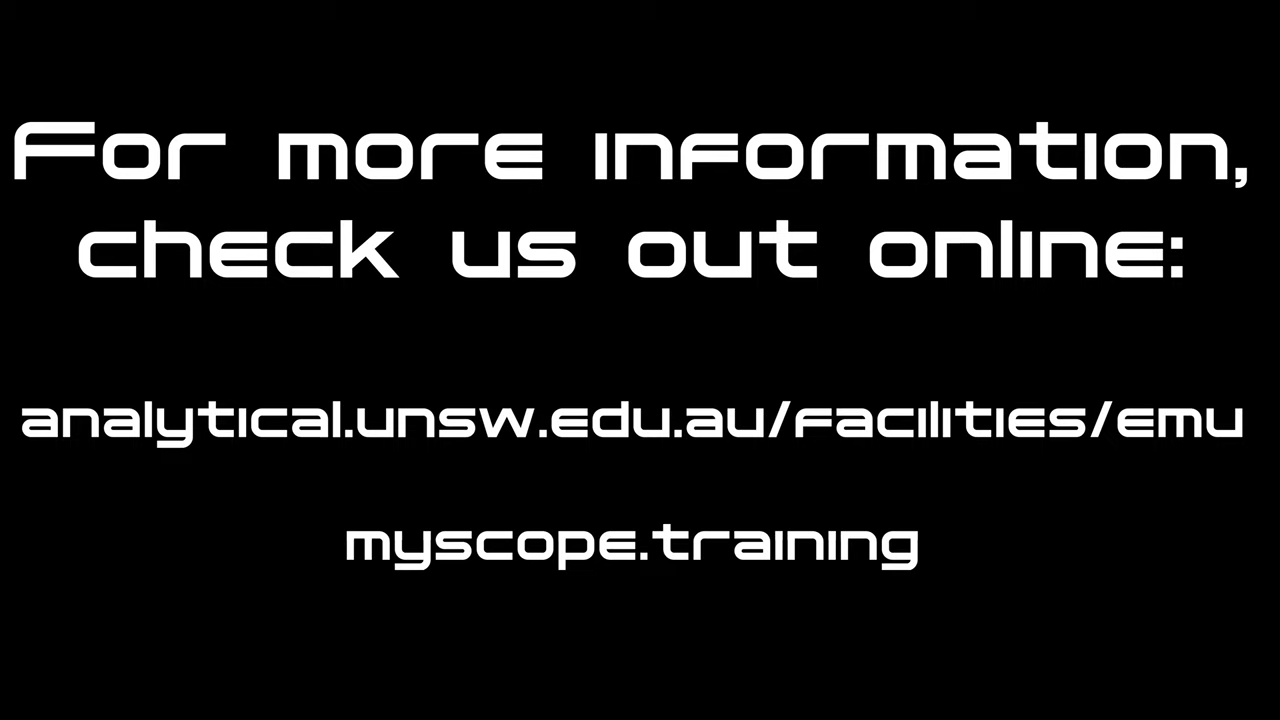 For more information,
check us out online:
analytical.unsw.edu.au/facilities/emu
myscope.training